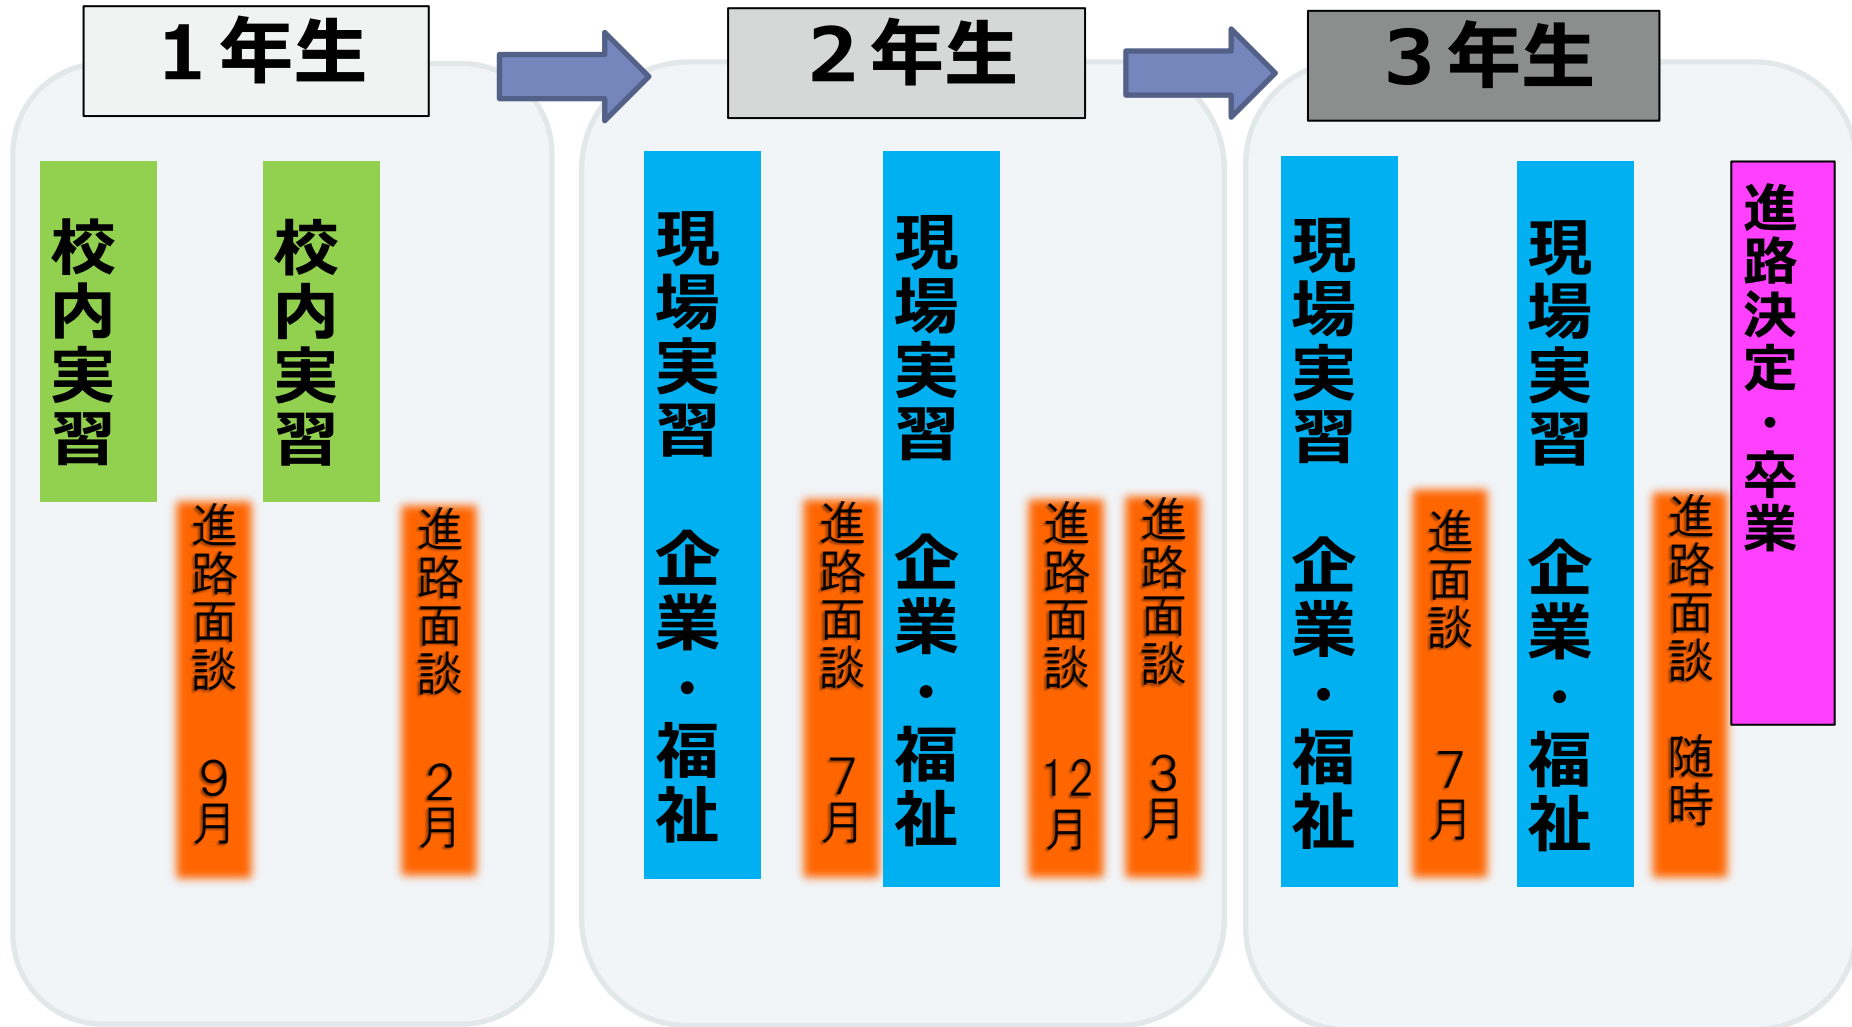 １年生
校内実習
進路面談　９月
校内実習
進路面談　２月
２年生
現場実習　企業・福祉
進路面談　７月
現場実習　企業・福祉
進路面談　12月
進路面談　３月
３年生
現場実習　企業・福祉
進面談　７月
現場実習　企業・福祉
進路面談　随時
進路決定・卒業